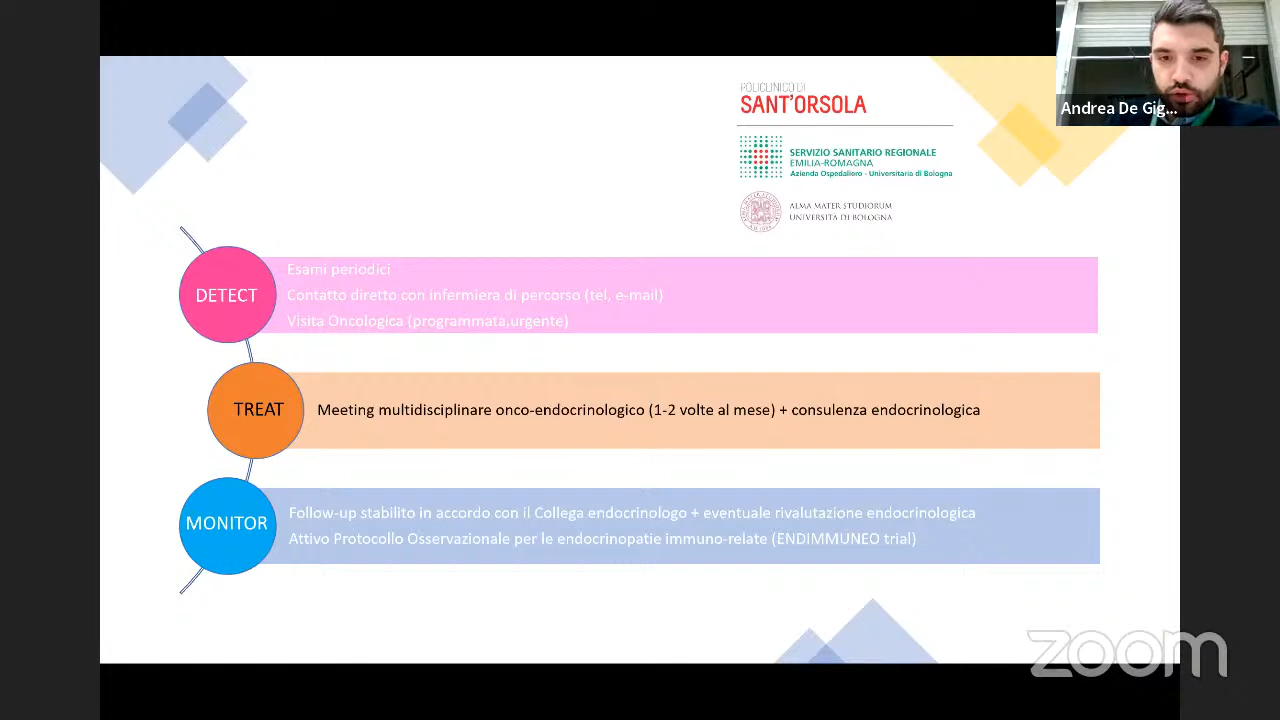 POLICLINICO DI
SANT'ORSOLA
SERVIZIO SANITARIO REGIONALE
EMILIA-ROMAGNA
Azienda Ospedaliero - Universitaria di Bologna
ALMA MATER STUDIORUM
UNIVERSITÀ DI BOLOGNA
Andrea De Gig...
DETECT
Esami periodici
Contatto diretto con infermiera di percorso (tel, e-mail)
Visita Oncologica (programmata,urgente)
TREAT
Meeting multidisciplinare onco-endocrinologico (1-2 volte al mese) + consulenza endocrinologica
MONITOR
Follow-up stabilito in accordo con il Collega endocrinologo + eventuale rivalutazione endocrinologica
Attivo Protocollo Osservazionale per le endocrinopatie immuno-relate (ENDIMMUNEO trial)
zoom